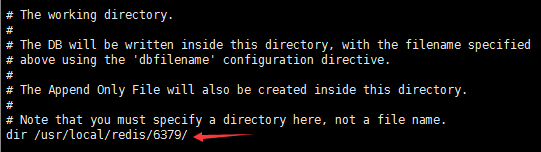 # The working directory.
#
# The DB will be written inside this directory, with the filename specified
# above using the 'dbfilename' configuration directive.
#
# The Append Only File will also be created inside this directory.
#
# Note that you must specify a directory here, not a file name.
dir /usr/local/redis/6379/